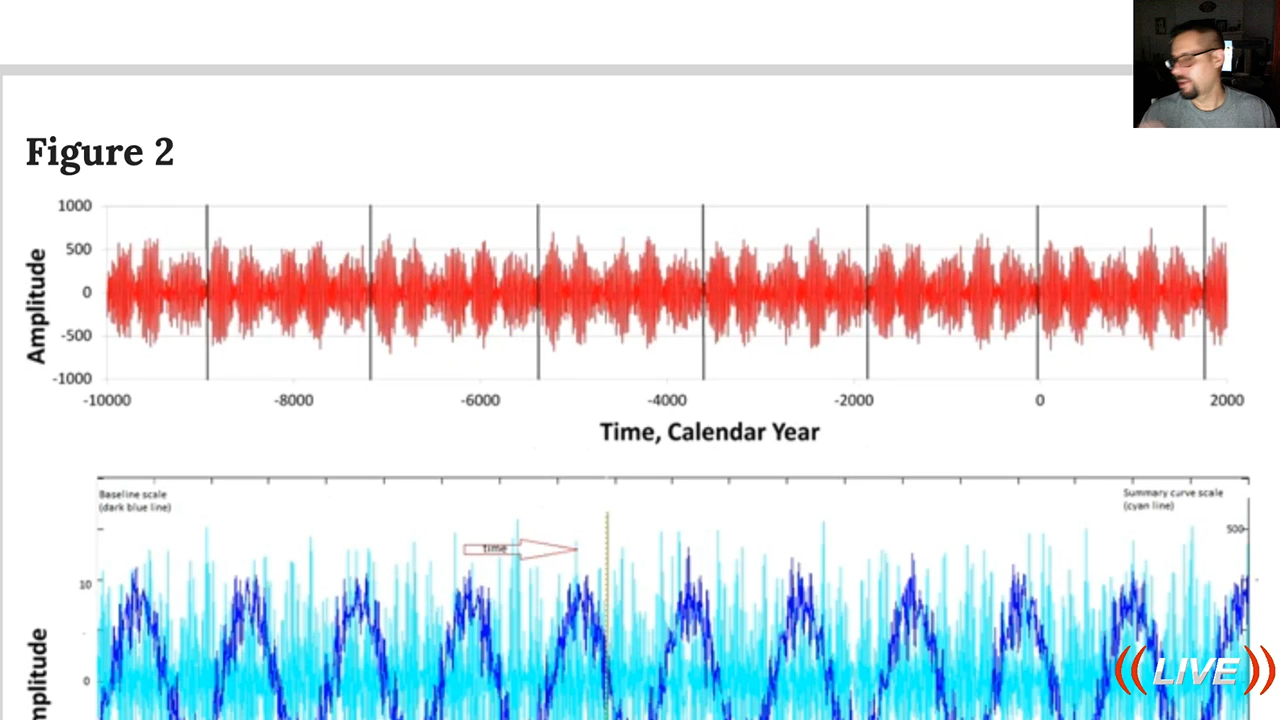 Figure 2
1000
500
0
-500
-1000
Amplitude
-10000 -8000 -6000 -4000 -2000 0 2000
Time, Calendar Year
Baseline scale
(dark blue line)
Summary curve scale
(cyan line)
time
500
10
0
mplitude
((LIVE))